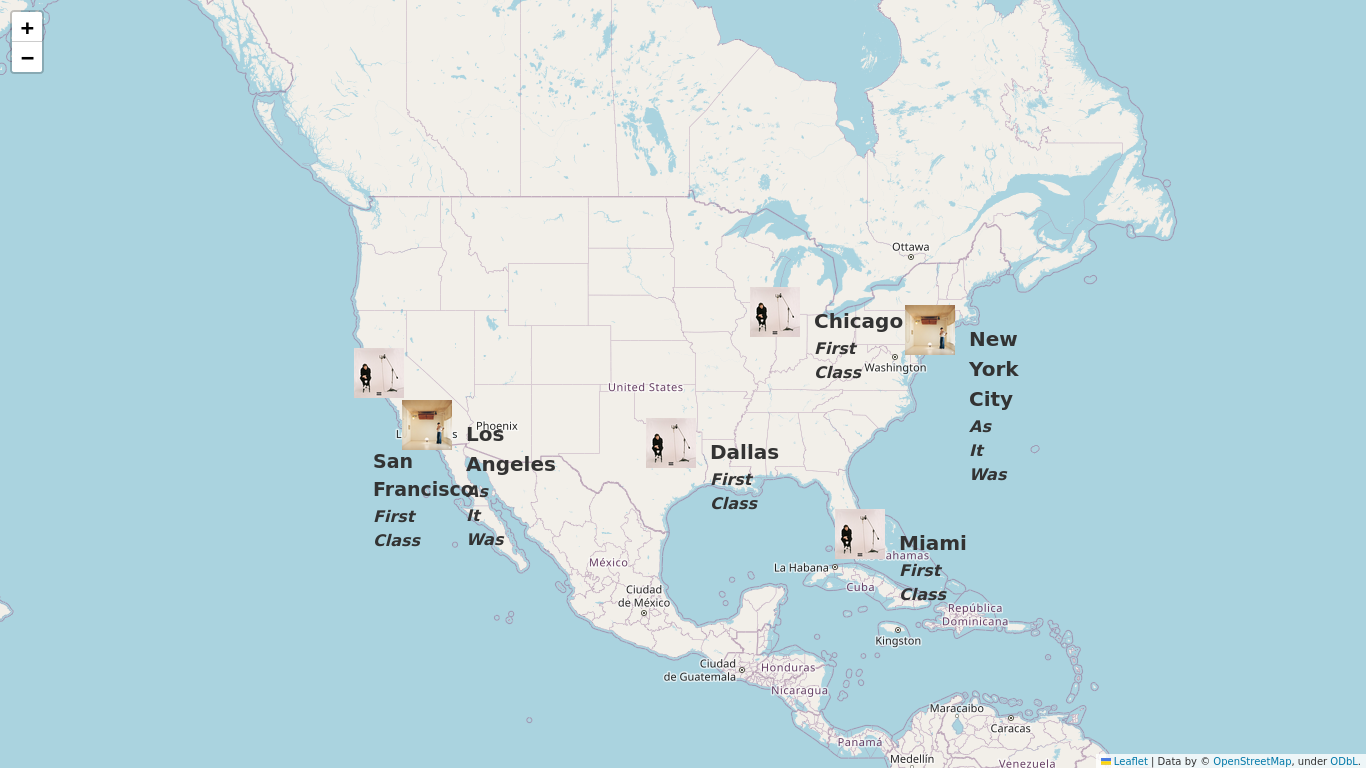 +
−
Ottawa
Chicago
First
Class
Washington
New
York
City
As
It
Was
United States
Phoenix
L
s
Los
Angeles
As
It
Was
San
Francisco
First
Class
Dallas
First
Class
Miami
First
Class
ahamas
La Habana
Cuba
México
Ciudad
de México
República
Dominicana
Kingston
Ciudad
de Guatemala
Honduras
Nicaragua
Maracaibo
Caracas
Panamá
Medellín
Venezuela
Leaflet | Data by © OpenStreetMap, under ODbL.